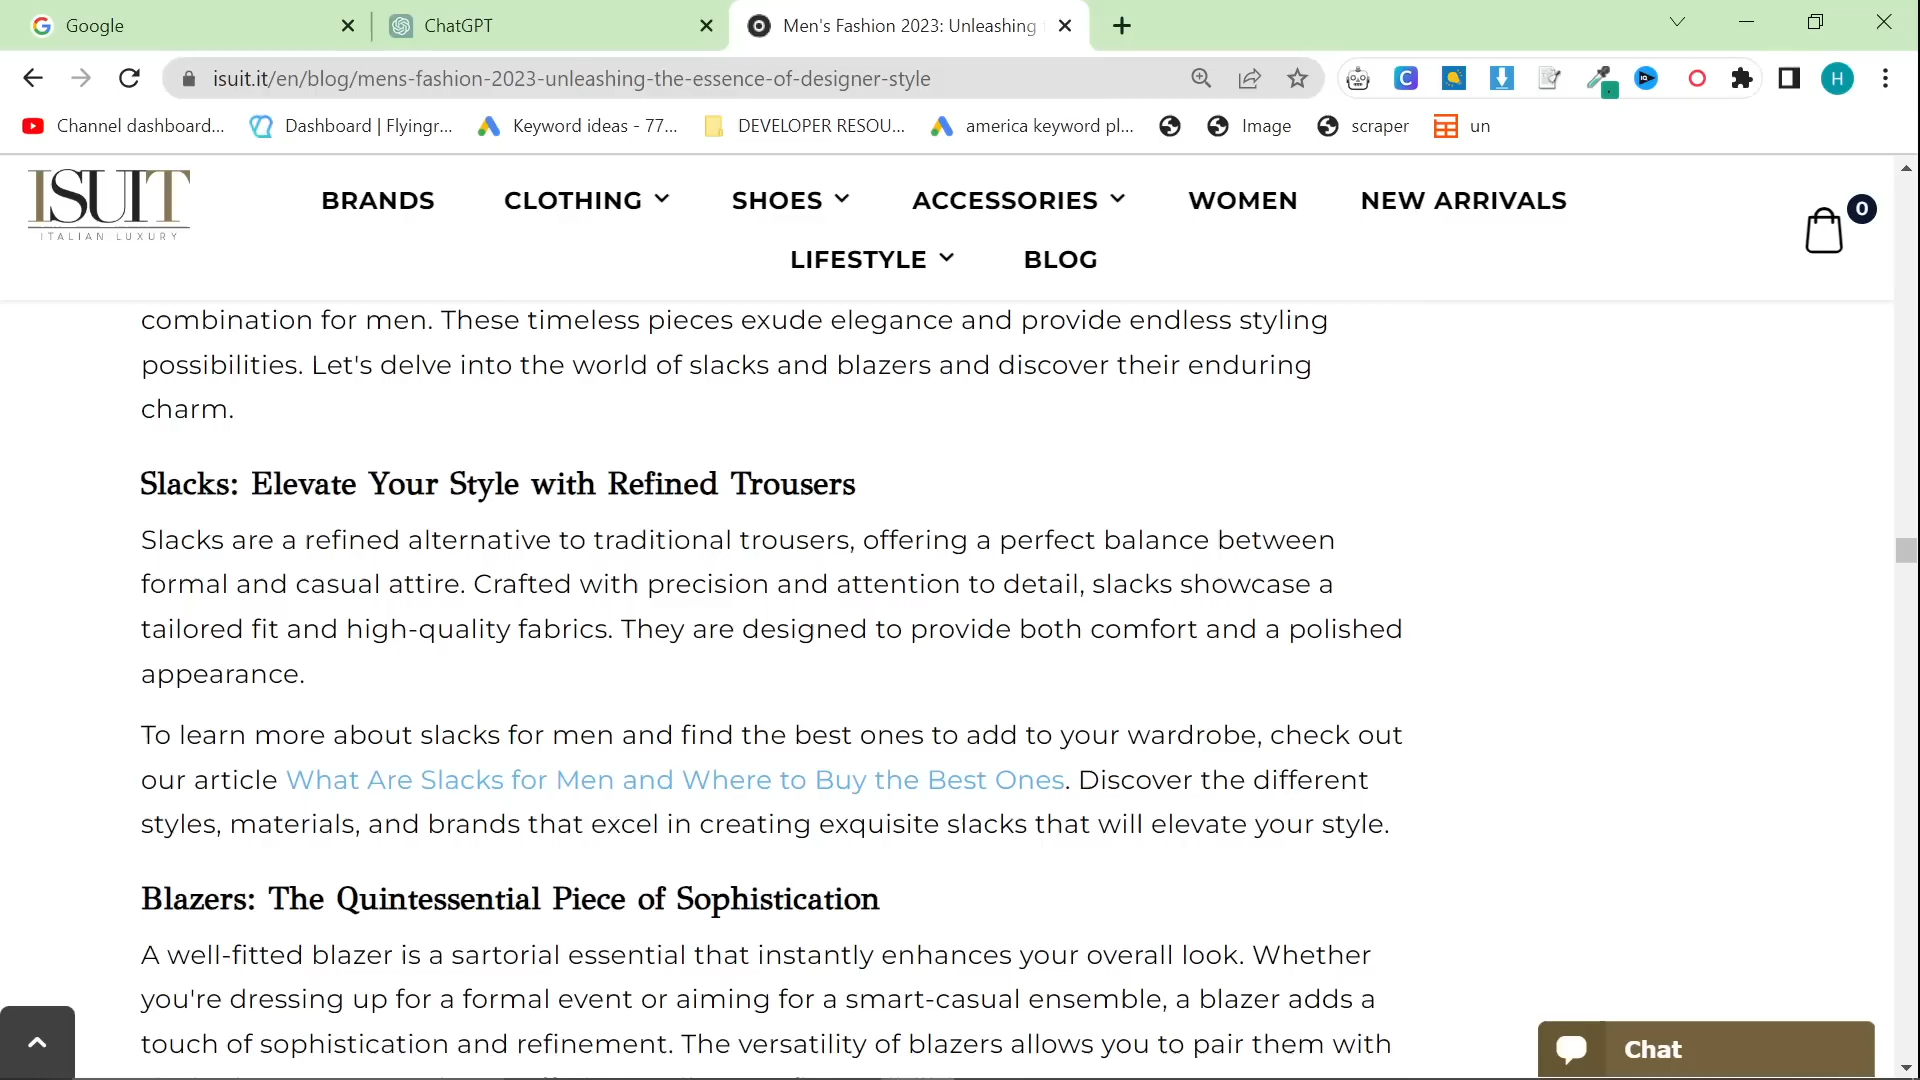 Google
ChatGPT
Men's Fashion 2023: Unleashing
isuit.it/en/blog/mens-fashion-2023-unleashing-the-essence-of-designer-style
C
H
Channel dashboard...
Dashboard | Flyingr...
Keyword ideas - 77...
DEVELOPER RESOU...
america keyword pl...
Image
scraper
un
ISUIT
ITALIAN LUXURY
BRANDS
CLOTHING
SHOES
ACCESSORIES
WOMEN
NEW ARRIVALS
0
LIFESTYLE
BLOG
combination for men. These timeless pieces exude elegance and provide endless styling
possibilities. Let's delve into the world of slacks and blazers and discover their enduring
charm.
Slacks: Elevate Your Style with Refined Trousers
Slacks are a refined alternative to traditional trousers, offering a perfect balance between
formal and casual attire. Crafted with precision and attention to detail, slacks showcase a
tailored fit and high-quality fabrics. They are designed to provide both comfort and a polished
appearance.
To learn more about slacks for men and find the best ones to add to your wardrobe, check out
our article What Are Slacks for Men and Where to Buy the Best Ones. Discover the different
styles, materials, and brands that excel in creating exquisite slacks that will elevate your style.
Blazers: The Quintessential Piece of Sophistication
A well-fitted blazer is a sartorial essential that instantly enhances your overall look. Whether
you're dressing up for a formal event or aiming for a smart-casual ensemble, a blazer adds a
touch of sophistication and refinement. The versatility of blazers allows you to pair them with
Chat